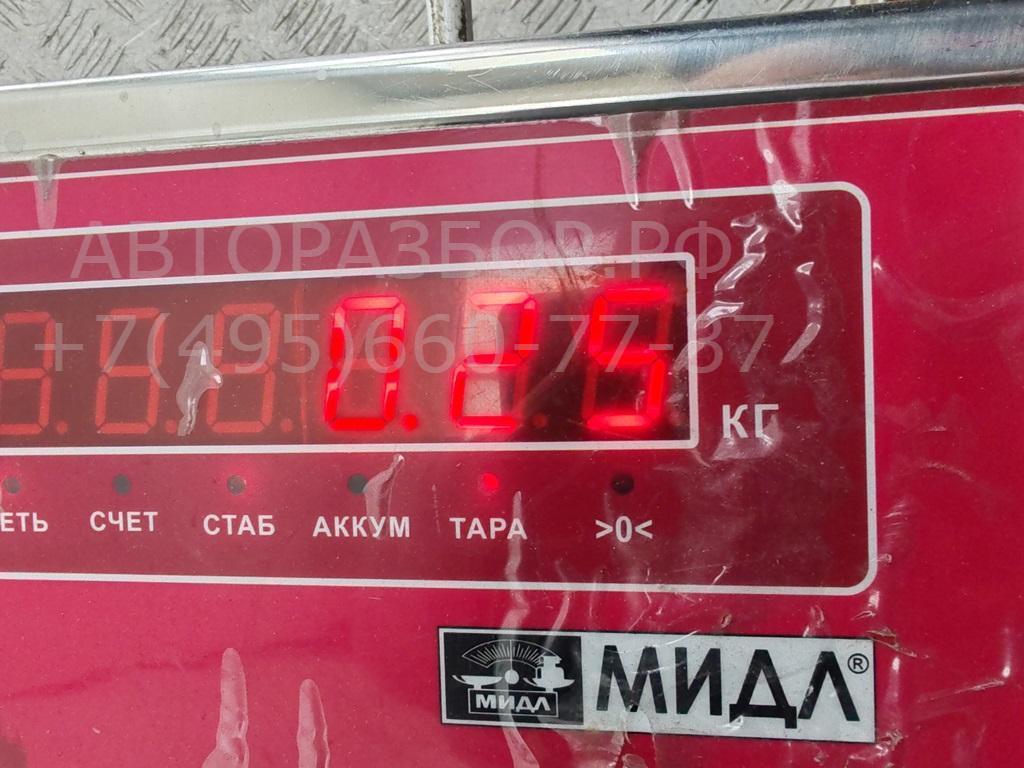 АВТОРАЗБОР.РФ
+7(495)660-77-87
0.25
КГ
ЕТЬ СЧЕТ СТАБ АККУМ ТАРА >0<
МИДЛ МИДЛ®